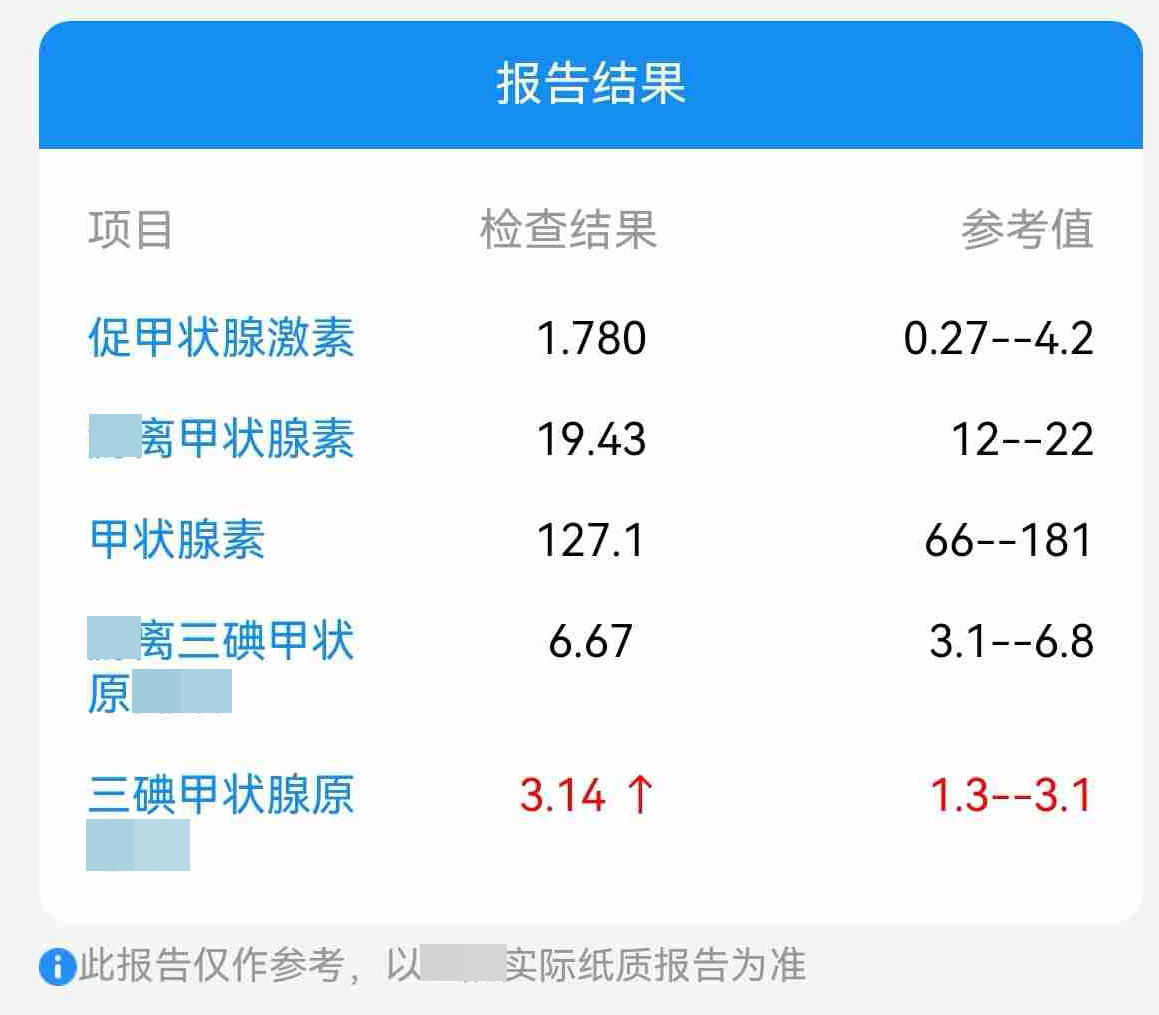 报告结果
项目 检查结果 参考值
促甲状腺激素 1.780 0.27--4.2
离甲状腺素 19.43 12--22
甲状腺素 127.1 66--181
离三碘甲状 6.67 3.1--6.8
原
三碘甲状腺原 3.14 ↑ 1.3--3.1
此报告仅作参考，以实际纸质报告为准